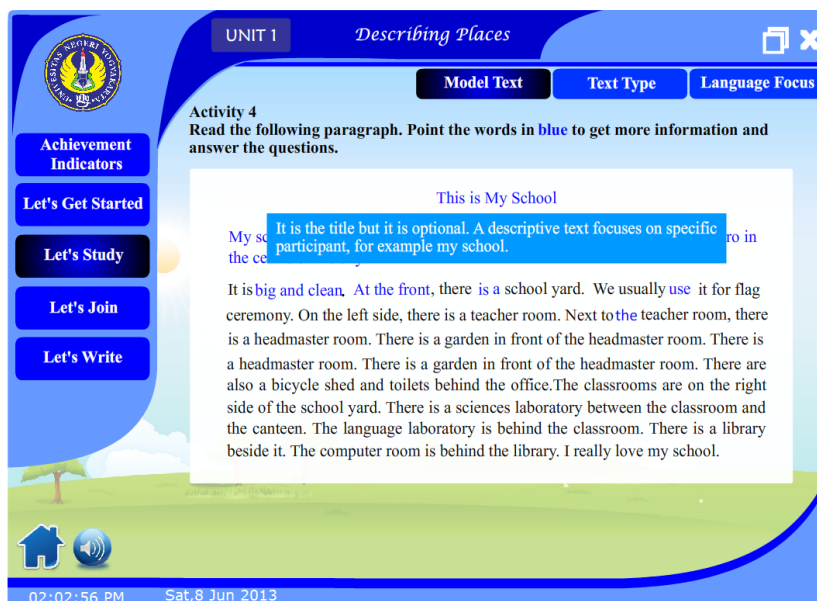 UNIT 1
Describing Places
Model Text
Text Type
Language Focus
UNIVERSITAS NEGERI YOGYAKARTA
Achievement
Indicators
Let's Get Started
Let's Study
Let's Join
Let's Write
Activity 4
Read the following paragraph. Point the words in blue to get more information and
answer the questions.
This is My School
It is the title but it is optional. A descriptive text focuses on specific
participant, for example my school.
My ro in
the ce
It is big and clean. At the front, there is a school yard. We usually use it for flag
ceremony. On the left side, there is a teacher room. Next to the teacher room, there
is a headmaster room. There is a garden in front of the headmaster room. There is
a headmaster room. There is a garden in front of the headmaster room. There are
also a bicycle shed and toilets behind the office.The classrooms are on the right
side of the school yard. There is a sciences laboratory between the classroom and
the canteen. The language laboratory is behind the classroom. There is a library
beside it. The computer room is behind the library. I really love my school.
02:02:56 PM
Sat,8 Jun 2013